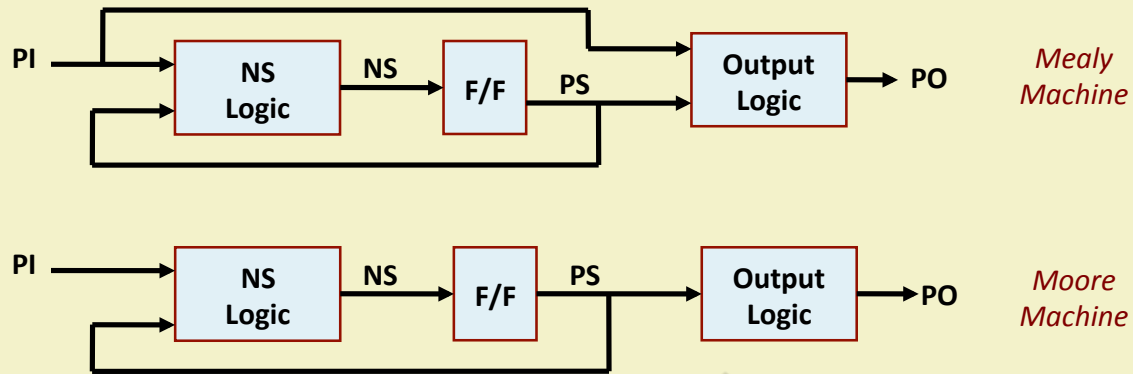 PI
NS
Logic
NS
F/F
PS
Output
Logic
PO
Mealy
Machine
PI
NS
Logic
NS
F/F
PS
Output
Logic
PO
Moore
Machine